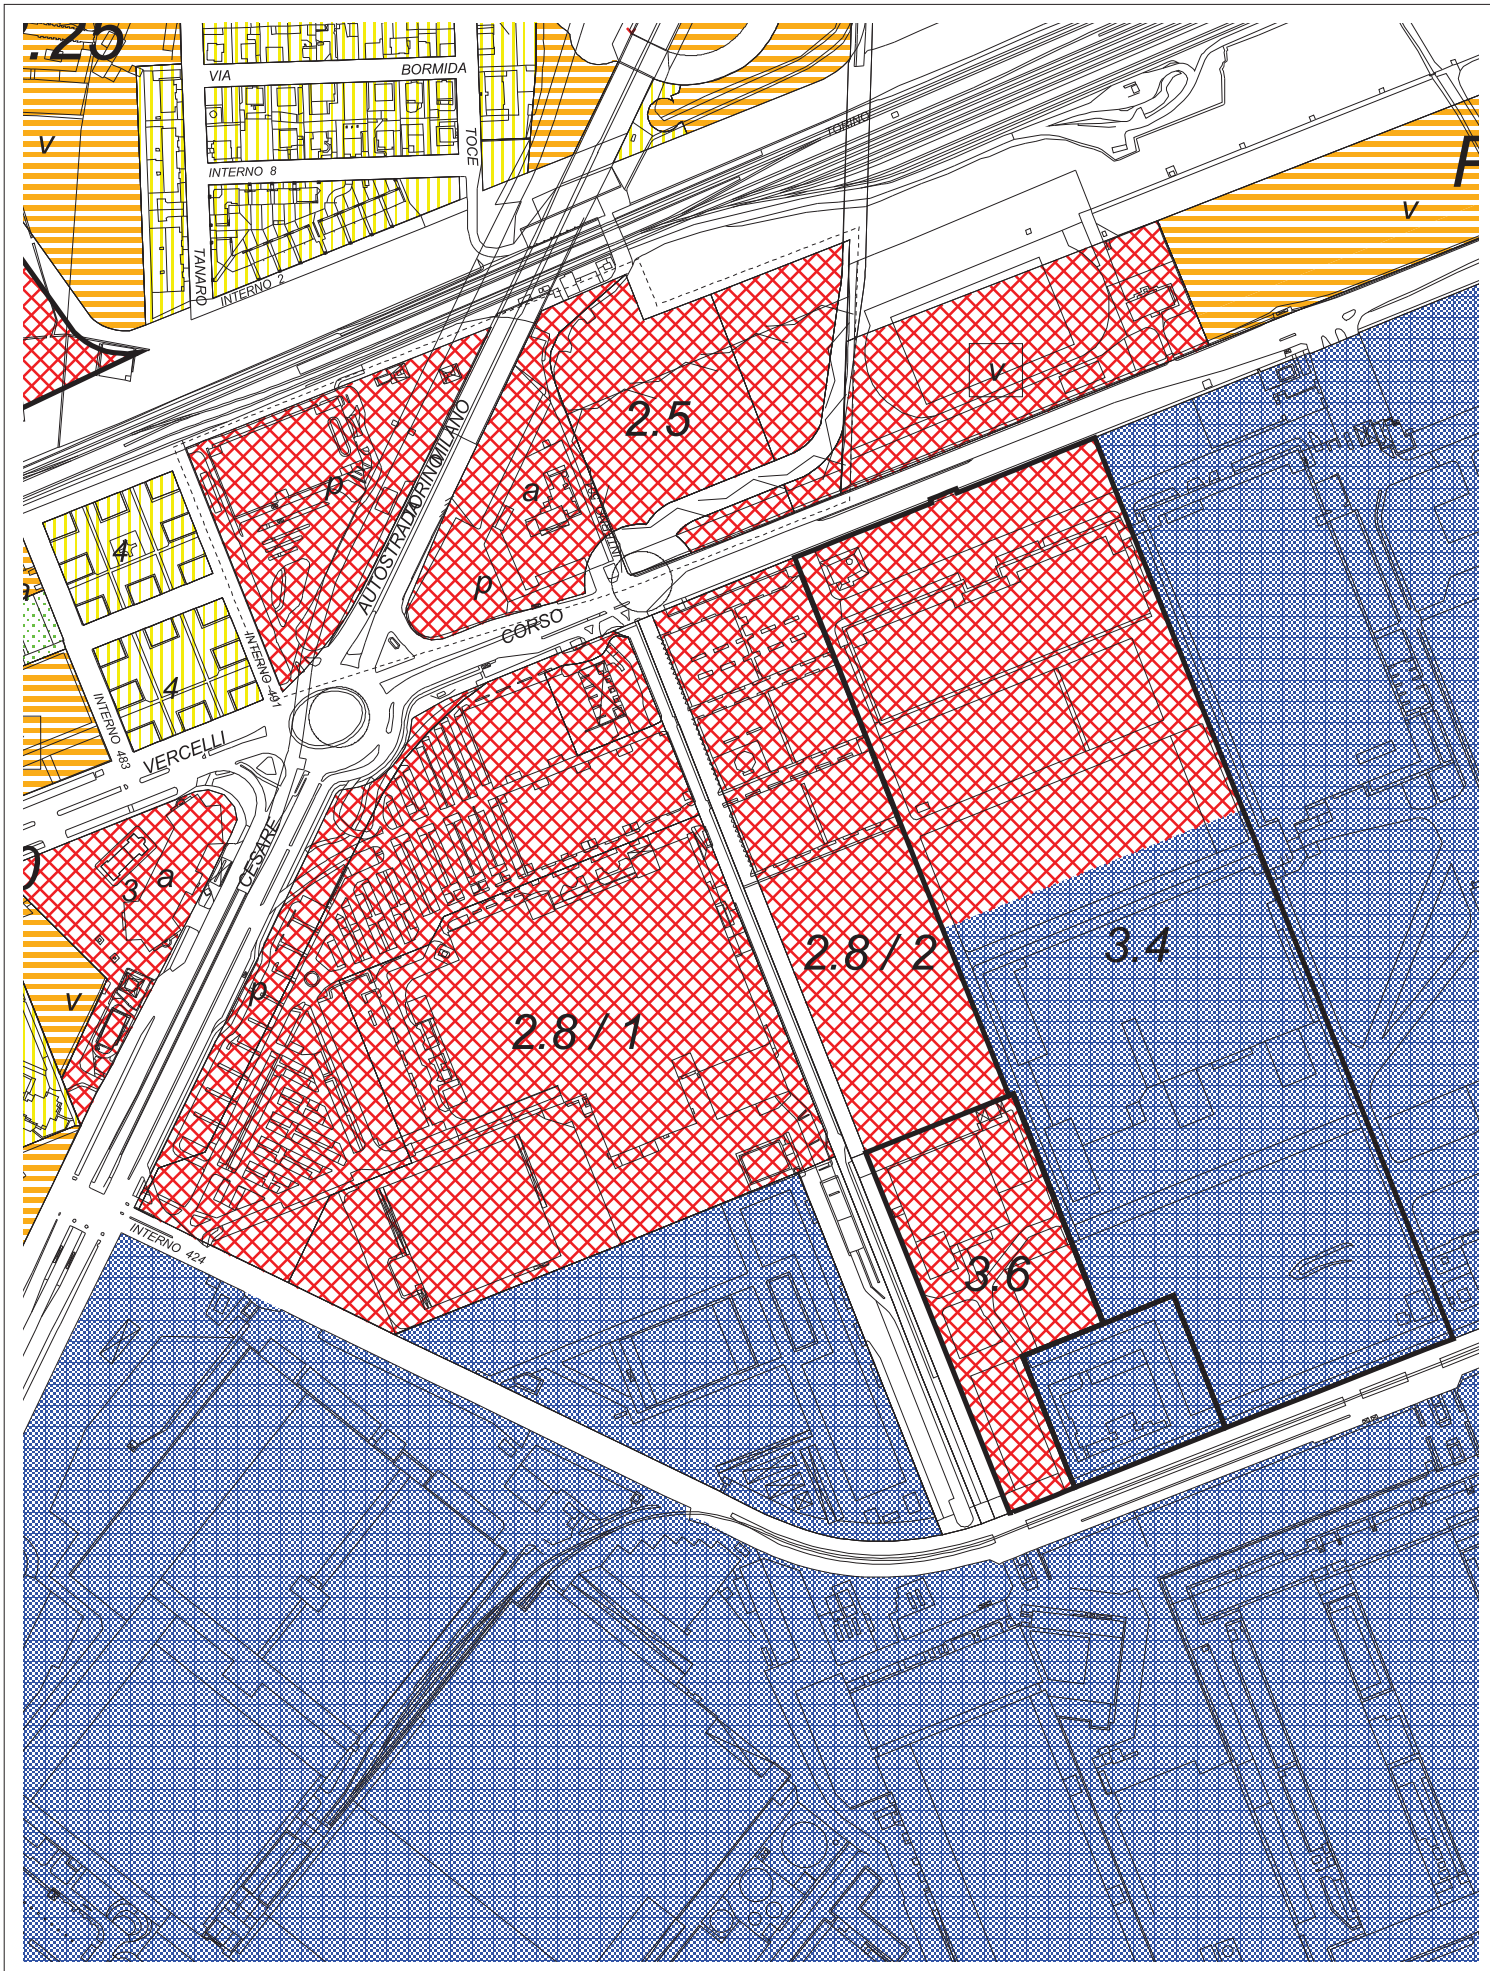 .25
VIA BORMIDA
TOCE
v
INTERNO 8
TANARO
INTERNO 2
TORINO
v
v
2.5
AUTOSTRADA TORINO MILANO
p
a
p
4
4
INTERNO 491
INTERNO 483
CORSO
VERCELLI
CESARE
3
a
v
p
2.8 / 1
2.8 / 2
3.4
3.6
INTERNO 424